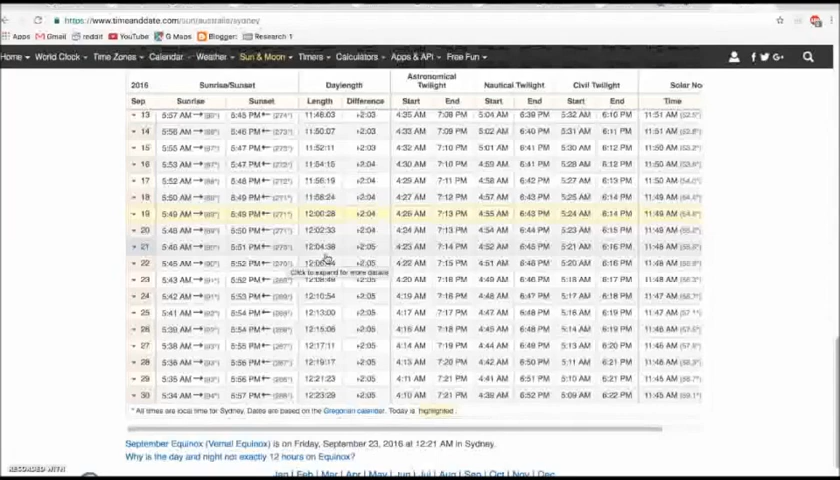 https://www.timeanddate.com/sun/australia/sydney
Apps Gmail reddit YouTube G Maps Blogger: Research 1
Home World Clock Time Zones Calendar Weather Sun & Moon Timers Calculators Apps & API Free Fun
2016 Sunrise/Sunset Daylength Astronomical Twilight Nautical Twilight Civil Twilight Solar No
Sep Sunrise Sunset Length Difference Start End Start End Start End Time
13 5:57 AM 5:45 PM (274°) 11:48:03 +2:03 4:35 AM 7:08 PM 5:04 AM 6:39 PM 5:32 AM 6:10 PM 11:51 AM
14 5:56 AM 5:46 PM (273°) 11:50:07 +2:03 4:33 AM 7:09 PM 5:02 AM 6:40 PM 5:31 AM 6:11 PM 11:51 AM
15 5:55 AM 5:47 PM 11:52:11 +2:03 4:32 AM 7:10 PM 5:01 AM 6:41 PM 5:30 AM 6:12 PM 11:50 AM
16 5:53 AM 5:47 PM 11:54:15 +2:04 4:30 AM 7:10 PM 4:59 AM 6:41 PM 5:28 AM 6:12 PM 11:50 AM
17 5:52 AM 5:48 PM 11:56:19 +2:04 4:29 AM 7:11 PM 4:58 AM 6:42 PM 5:27 AM 6:13 PM 11:50 AM
18 5:50 AM 5:49 PM (271°) 11:58:24 +2:04 4:27 AM 7:12 PM 4:57 AM 6:43 PM 5:26 AM 6:14 PM 11:49 AM
19 5:49 AM 5:49 PM (271°) 12:00:28 +2:04 4:26 AM 7:13 PM 4:55 AM 6:43 PM 5:24 AM 6:14 PM 11:49 AM
20 5:48 AM 5:50 PM 12:02:33 +2:04 4:24 AM 7:13 PM 4:54 AM 6:44 PM 5:23 AM 6:15 PM 11:49 AM
21 5:46 AM 5:51 PM 12:04:38 +2:05 4:23 AM 7:14 PM 4:52 AM 6:45 PM 5:21 AM 6:16 PM 11:48 AM
22 5:45 AM 5:52 PM +2:05 4:22 AM 7:15 PM 4:51 AM 6:46 PM 5:20 AM 6:16 PM 11:48 AM
Click to expand for more details
23 5:43 AM 5:52 PM 12:08:49 +2:05 4:20 AM 7:16 PM 4:49 AM 6:46 PM 5:18 AM 6:17 PM 11:48 AM
24 5:42 AM 5:53 PM 12:10:54 +2:05 4:19 AM 7:16 PM 4:48 AM 6:47 PM 5:17 AM 6:18 PM 11:47 AM
25 5:41 AM 5:54 PM 12:13:00 +2:05 4:17 AM 7:17 PM 4:46 AM 6:48 PM 5:16 AM 6:19 PM 11:47 AM
26 5:39 AM 5:54 PM 12:15:06 +2:05 4:16 AM 7:18 PM 4:45 AM 6:49 PM 5:14 AM 6:19 PM 11:47 AM
27 5:38 AM 5:55 PM 12:17:11 +2:05 4:14 AM 7:19 PM 4:44 AM 6:49 PM 5:13 AM 6:20 PM 11:46 AM
28 5:36 AM 5:56 PM 12:19:17 +2:05 4:13 AM 7:20 PM 4:42 AM 6:50 PM 5:11 AM 6:21 PM 11:46 AM
29 5:35 AM 5:56 PM 12:21:23 +2:05 4:11 AM 7:21 PM 4:41 AM 6:51 PM 5:10 AM 6:21 PM 11:46 AM
30 5:34 AM 5:57 PM 12:23:29 +2:05 4:10 AM 7:21 PM 4:39 AM 6:52 PM 5:09 AM 6:22 PM 11:45 AM
* All times are local time for Sydney. Dates are based on the Gregorian calendar. Today is highlighted.
September Equinox (Vernal Equinox) is on Friday, September 23, 2016 at 12:21 AM in Sydney.
Why is the day and night not exactly 12 hours on Equinox?
RECORDED WITH
Jan | Feb | Mar | Apr | May | Jun | Jul | Aug | Sep | Oct | Nov | Dec